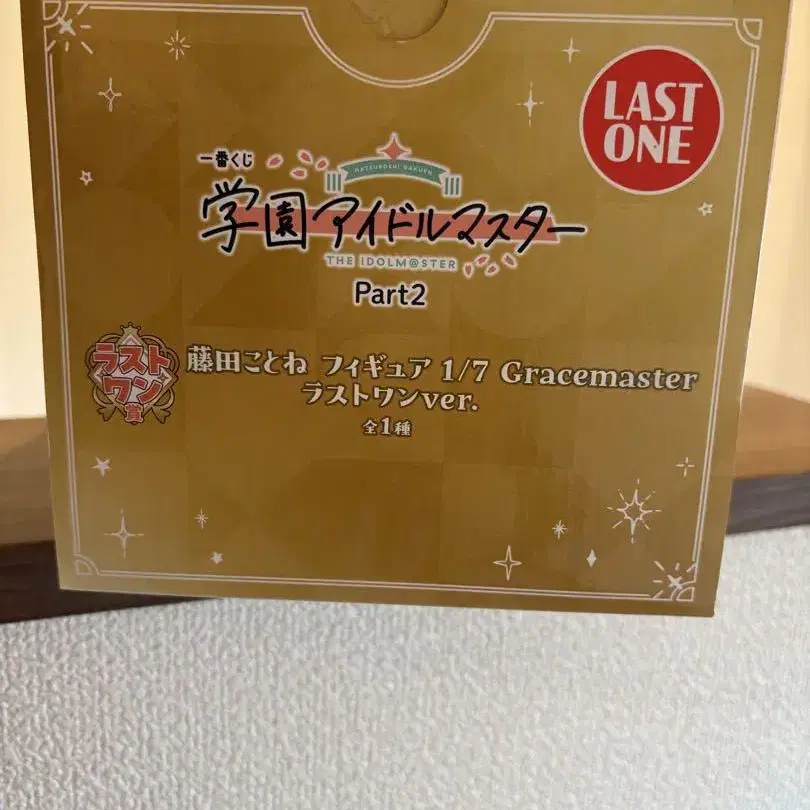 LAST
ONE
一番くじ
HATSUBOSHI GAKUEN
学園アイドルマスター
THE IDOLM@STER
Part2
ラスト
ワン
賞
藤田ことね フィギュア 1/7 Gracemaster
ラストワンver.
全1種